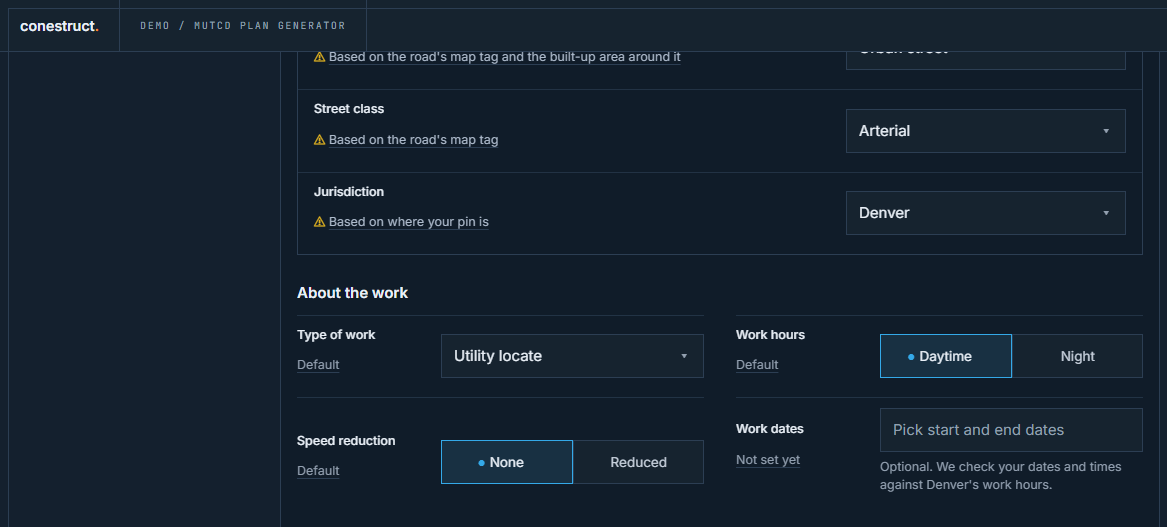 conestruct.
DEMO / MUTCD PLAN GENERATOR
Based on the road's map tag and the built-up area around it
Urban street
Street class
Based on the road's map tag
Arterial
Jurisdiction
Based on where your pin is
Denver
About the work
Type of work
Default
Utility locate
Work hours
Default
Daytime
Night
Speed reduction
Default
None
Reduced
Work dates
Not set yet
Pick start and end dates
Optional. We check your dates and times
against Denver's work hours.